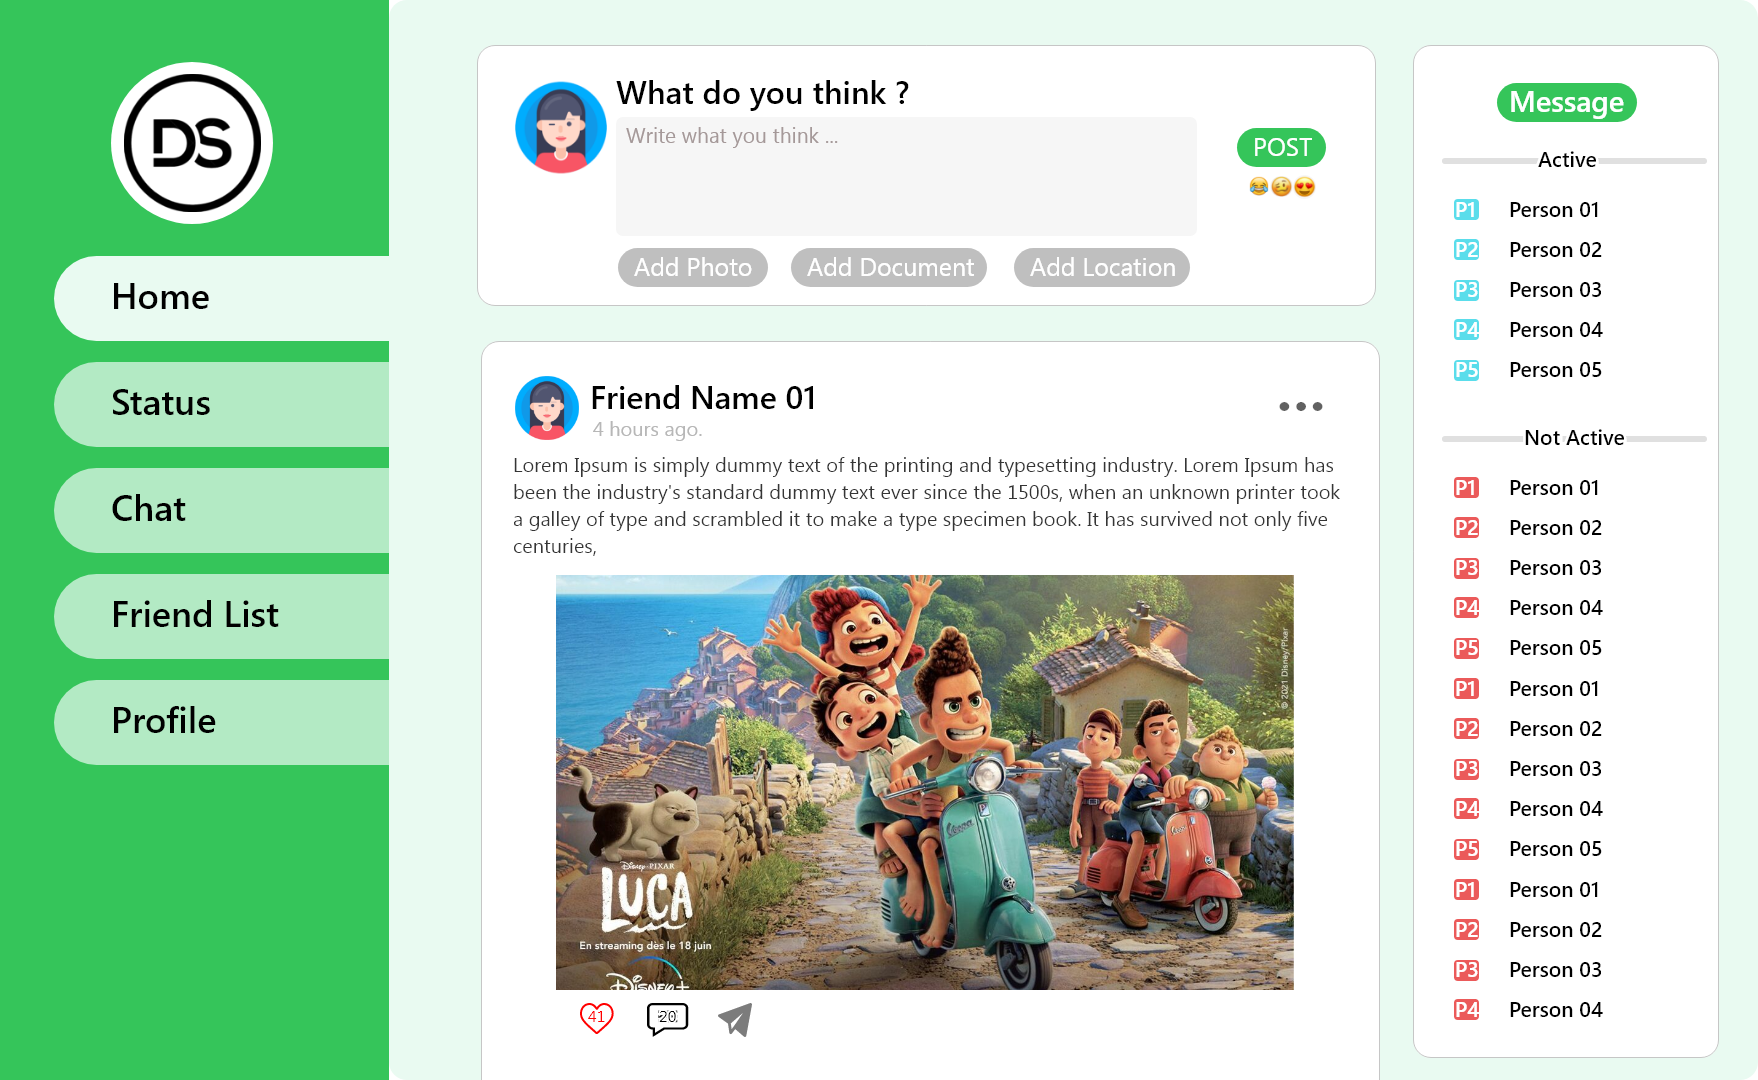 DS
Home
Status
Chat
Friend List
Profile
What do you think ?
Write what you think ...
POST
Add Photo
Add Document
Add Location
Friend Name 01
4 hours ago.
Lorem Ipsum is simply dummy text of the printing and typesetting industry. Lorem Ipsum has
been the industry's standard dummy text ever since the 1500s, when an unknown printer took
a galley of type and scrambled it to make a type specimen book. It has survived not only five
centuries,
© 2021 Disney/Pixar
Vespa
Vespa
Disney·PIXAR
LUCA
En streaming dès le 18 juin
Disney+
41
20
Message
Active
P1 Person 01
P2 Person 02
P3 Person 03
P4 Person 04
P5 Person 05
Not Active
P1 Person 01
P2 Person 02
P3 Person 03
P4 Person 04
P5 Person 05
P1 Person 01
P2 Person 02
P3 Person 03
P4 Person 04
P5 Person 05
P1 Person 01
P2 Person 02
P3 Person 03
P4 Person 04